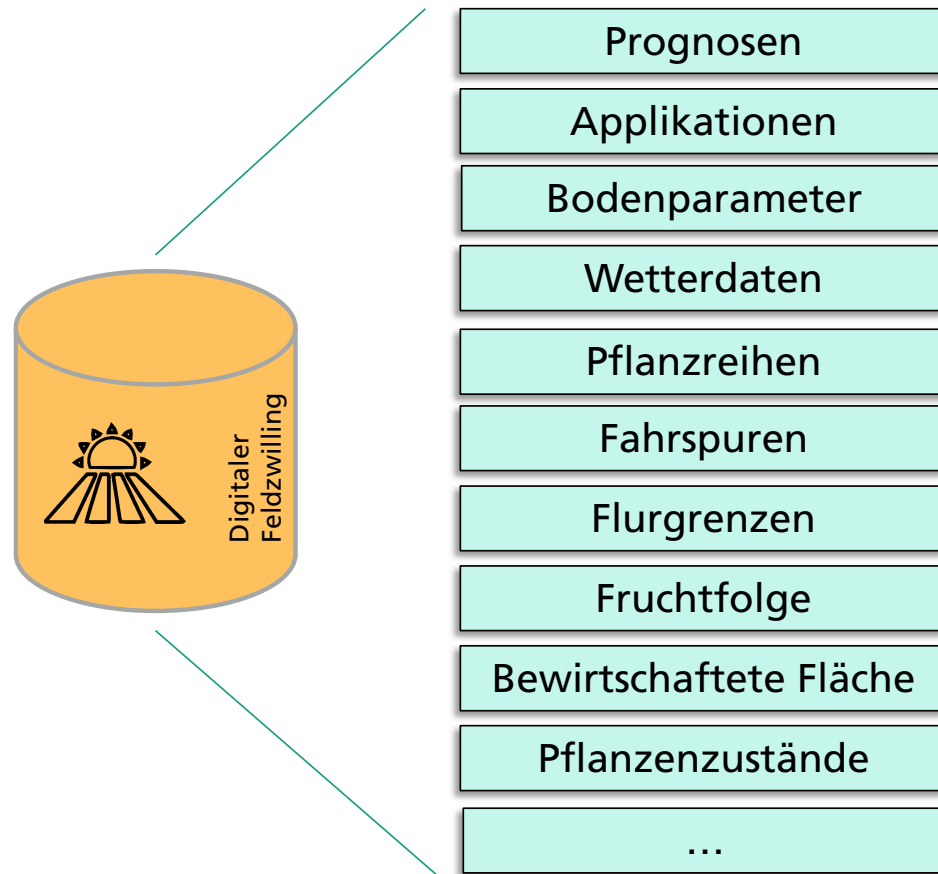 Prognosen
Applikationen
Bodenparameter
Wetterdaten
Pflanzreihen
Fahrspuren
Flurgrenzen
Fruchtfolge
Bewirtschaftete Fläche
Pflanzenzustände
…
Digitaler
Feldzwilling